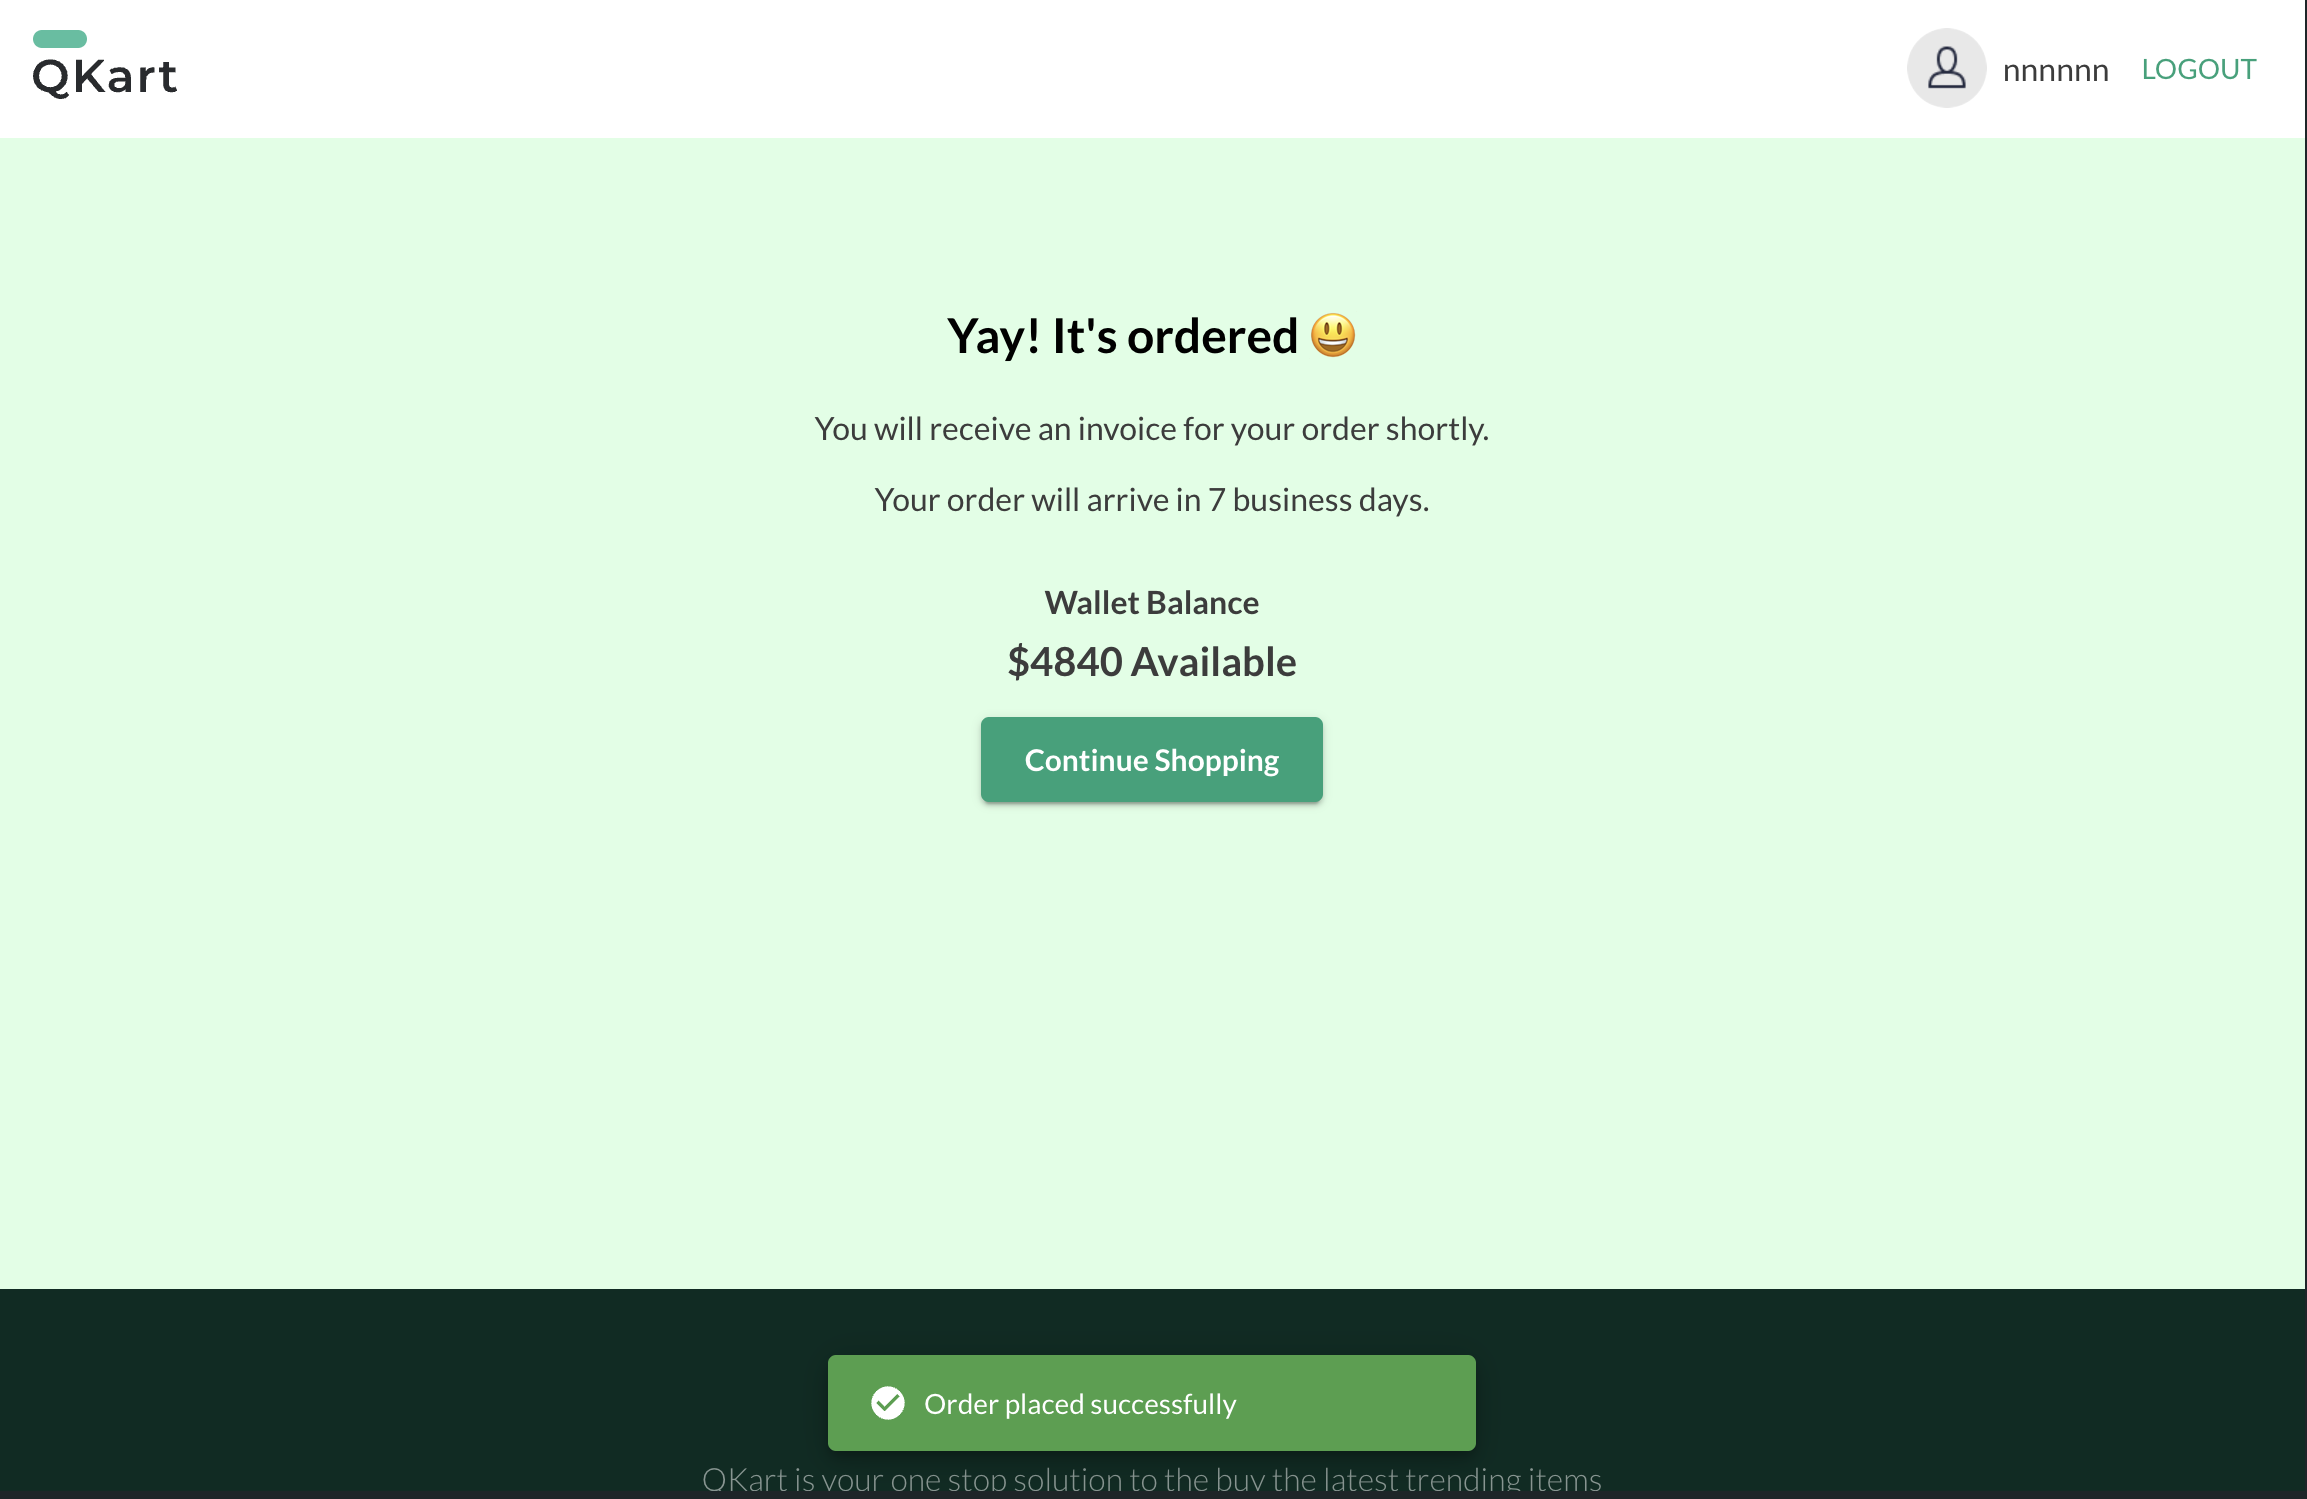 QKart
nnnnnn
LOGOUT
Yay! It's ordered 😃
You will receive an invoice for your order shortly.
Your order will arrive in 7 business days.
Wallet Balance
$4840 Available
Continue Shopping
Order placed successfully
QKart is your one stop solution to the buy the latest trending items